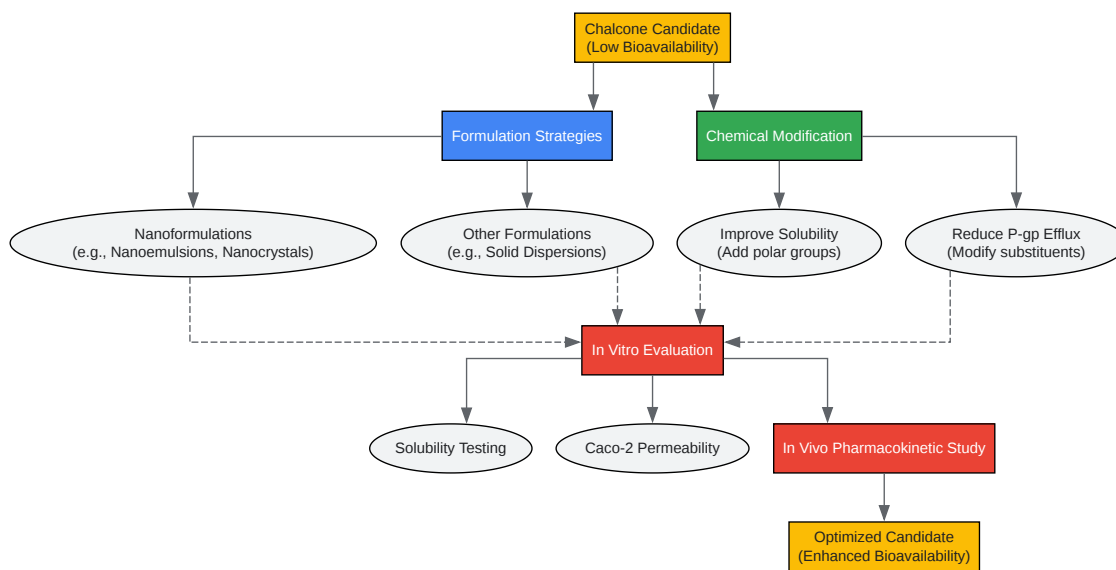 Chalcone Candidate
(Low Bioavailability)
Formulation Strategies
Chemical Modification
Nanoformulations
(e.g., Nanoemulsions, Nanocrystals)
Other Formulations
(e.g., Solid Dispersions)
Improve Solubility
(Add polar groups)
Reduce P-gp Efflux
(Modify substituents)
In Vitro Evaluation
Solubility Testing
Caco-2 Permeability
In Vivo Pharmacokinetic Study
Optimized Candidate
(Enhanced Bioavailability)